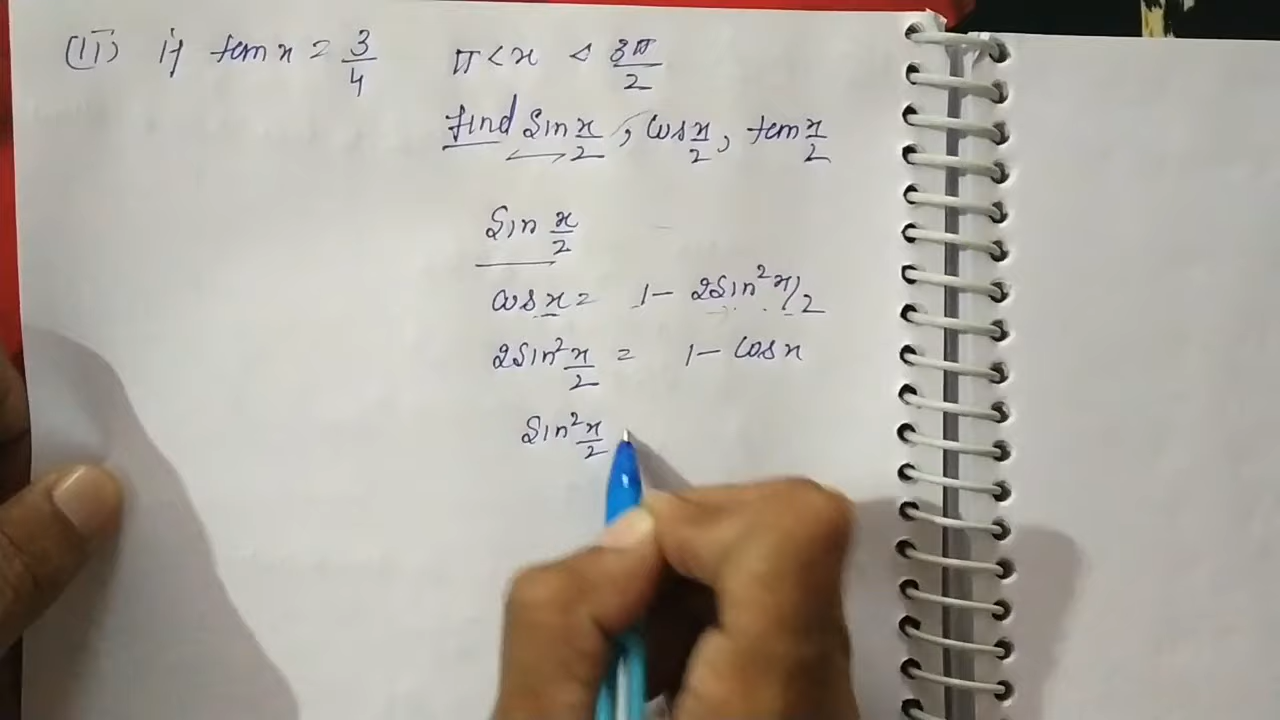 (ii) if tan x = 3/4 π < x < 3π/2
find Sin x/2, Cos x/2, tan x/2
Sin x/2
cos x = 1 - 2Sin² x/2
2Sin² x/2 = 1 - Cos x
Sin² x/2